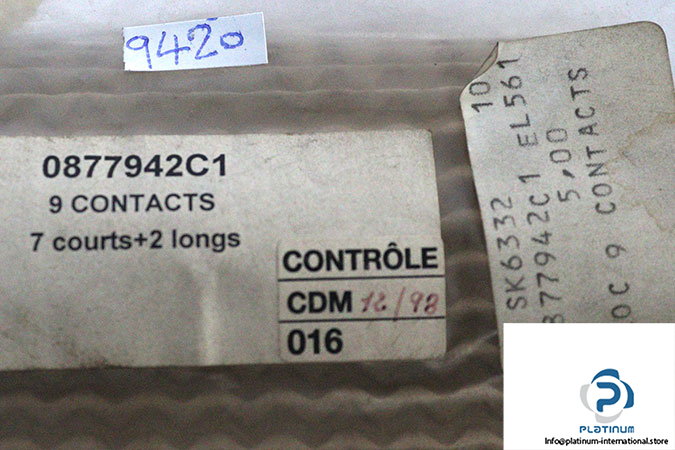 9420
0877942C1
9 CONTACTS
7 courts+2 longs
CONTRÔLE
CDM 12/98
016
SK6332 10
877942C1 EL561
5,00
OC 9 CONTACTS
PLATINUM
Info@platinum-international.store